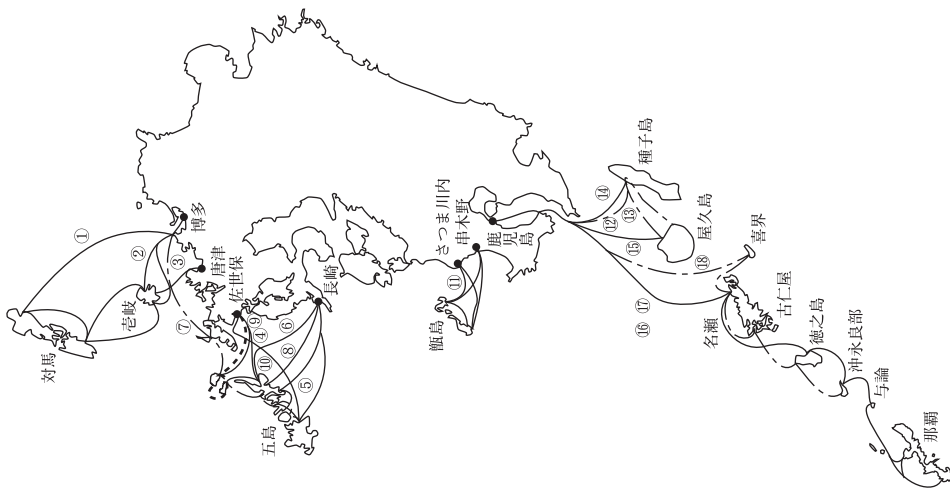 ①
博多
②
③
唐津
対馬
壱岐
⑦
佐世保
⑨
④
⑥
⑧
⑩
⑤
長崎
五島
さつま川内
串木野
⑪
甑島
鹿児島
⑭
種子島
⑫
⑬
⑮
屋久島
⑱
喜界
⑰
⑯
名瀬
古仁屋
徳之島
沖永良部
与論
那覇